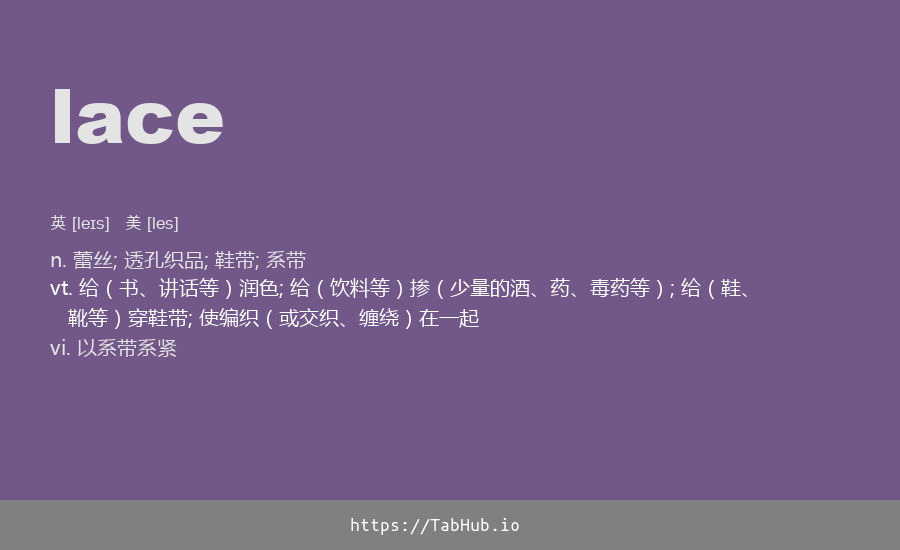 lace
英 [leɪs] 美 [les]
n. 蕾丝; 透孔织品; 鞋带; 系带
vt. 给（书、讲话等）润色; 给（饮料等）掺（少量的酒、药、毒药等）; 给（鞋、
靴等）穿鞋带; 使编织（或交织、缠绕）在一起
vi. 以系带系紧
https://TabHub.io